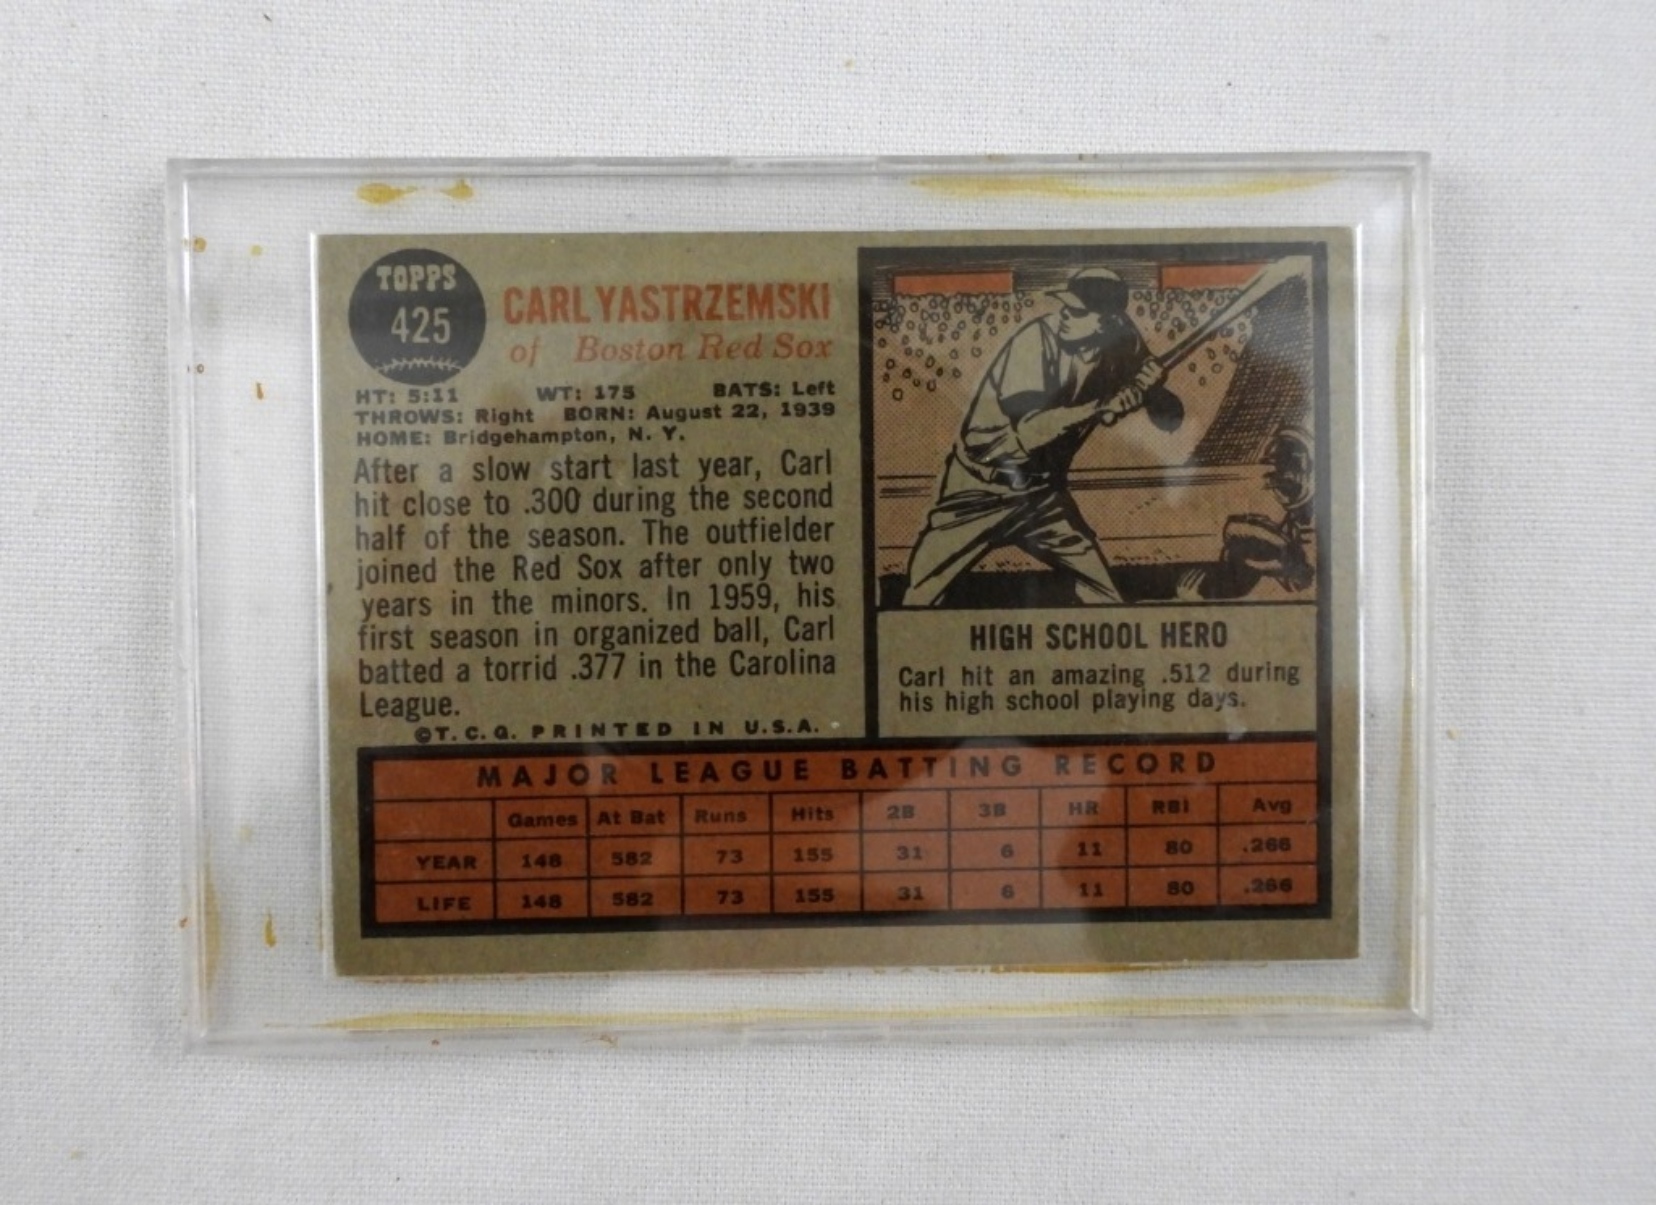 TOPPS
425
CARL YASTRZEMSKI
of Boston Red Sox
HT: 5:11 WT: 175 BATS: Left
THROWS: Right BORN: August 22, 1939
HOME: Bridgehampton, N. Y.
After a slow start last year, Carl
hit close to .300 during the second
half of the season. The outfielder
joined the Red Sox after only two
years in the minors. In 1959, his
first season in organized ball, Carl
batted a torrid .377 in the Carolina
League.
©T. C. G. PRINTED IN U.S.A.
HIGH SCHOOL HERO
Carl hit an amazing .512 during
his high school playing days.
MAJOR LEAGUE BATTING RECORD
Games At Bat Runs Hits 2B 3B HR RBI Avg
YEAR 148 582 73 155 31 6 11 80 .266
LIFE 148 582 73 155 31 6 11 80 .266